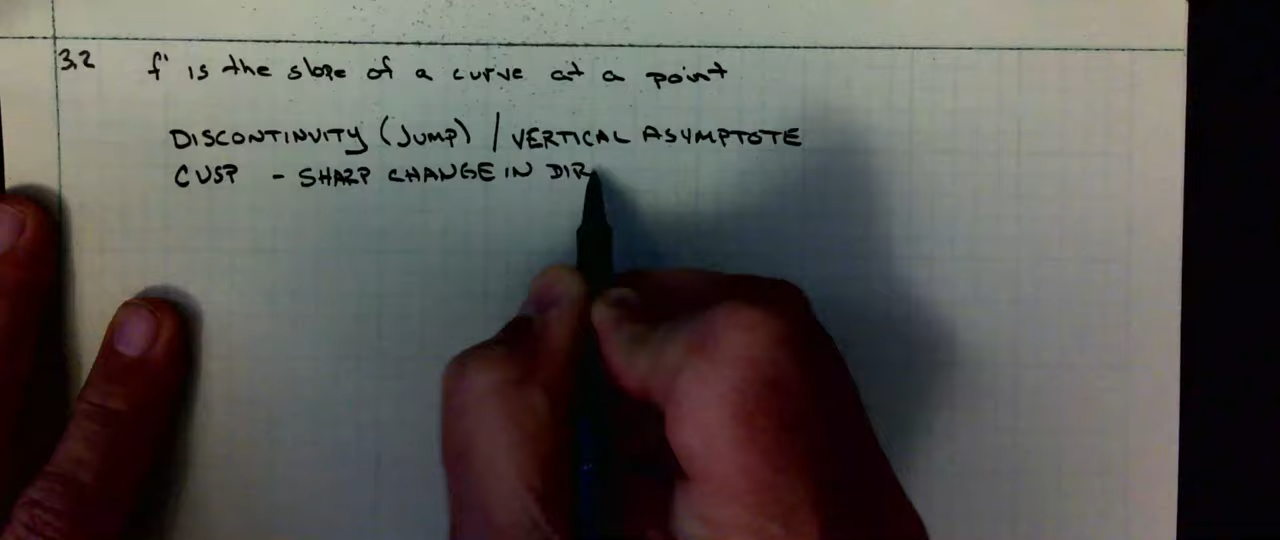 3.2 f' is the slope of a curve at a point
DISCONTINUITY (JUMP) / VERTICAL ASYMPTOTE
CUSP - SHARP CHANGE IN DIR